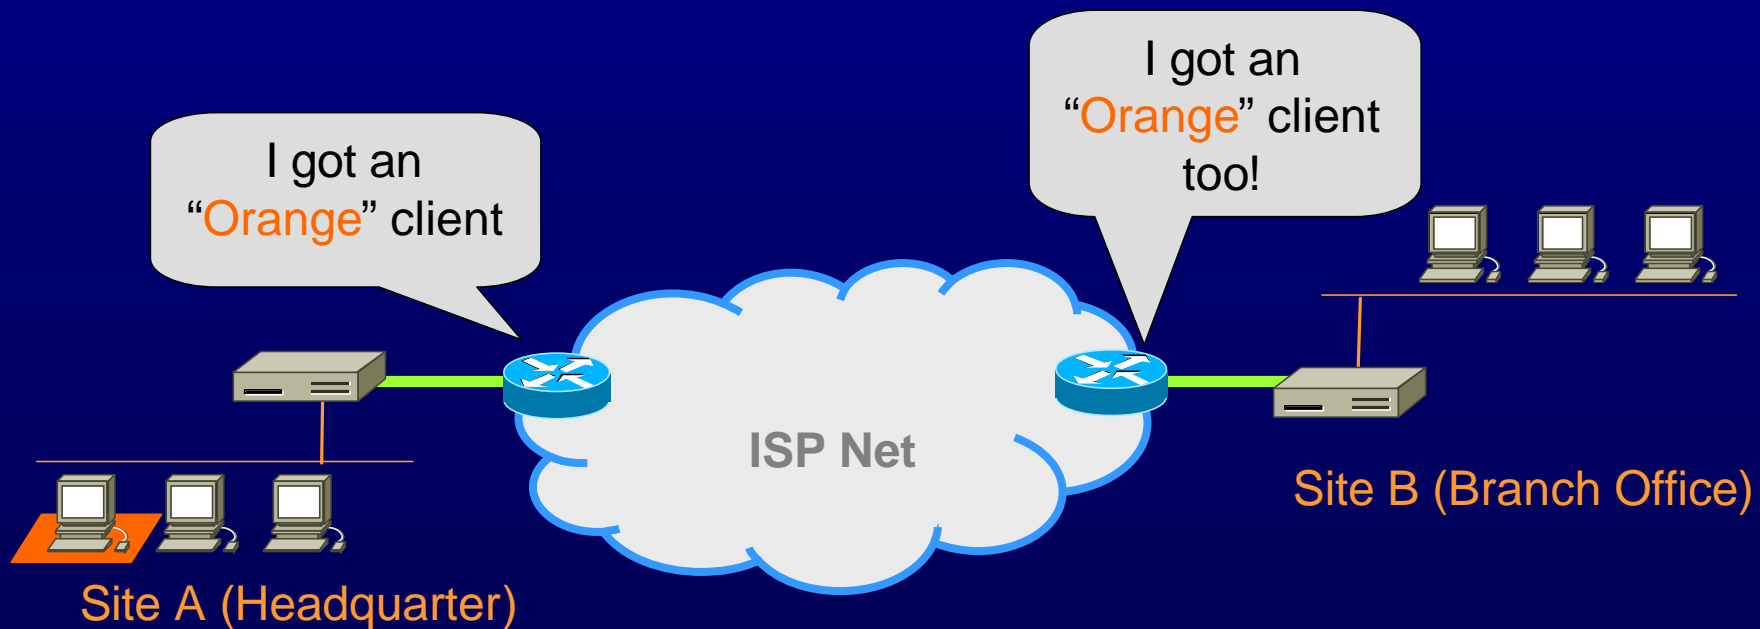 I got an
“Orange” client
I got an
“Orange” client
too!
ISP Net
Site B (Branch Office)
Site A (Headquarter)